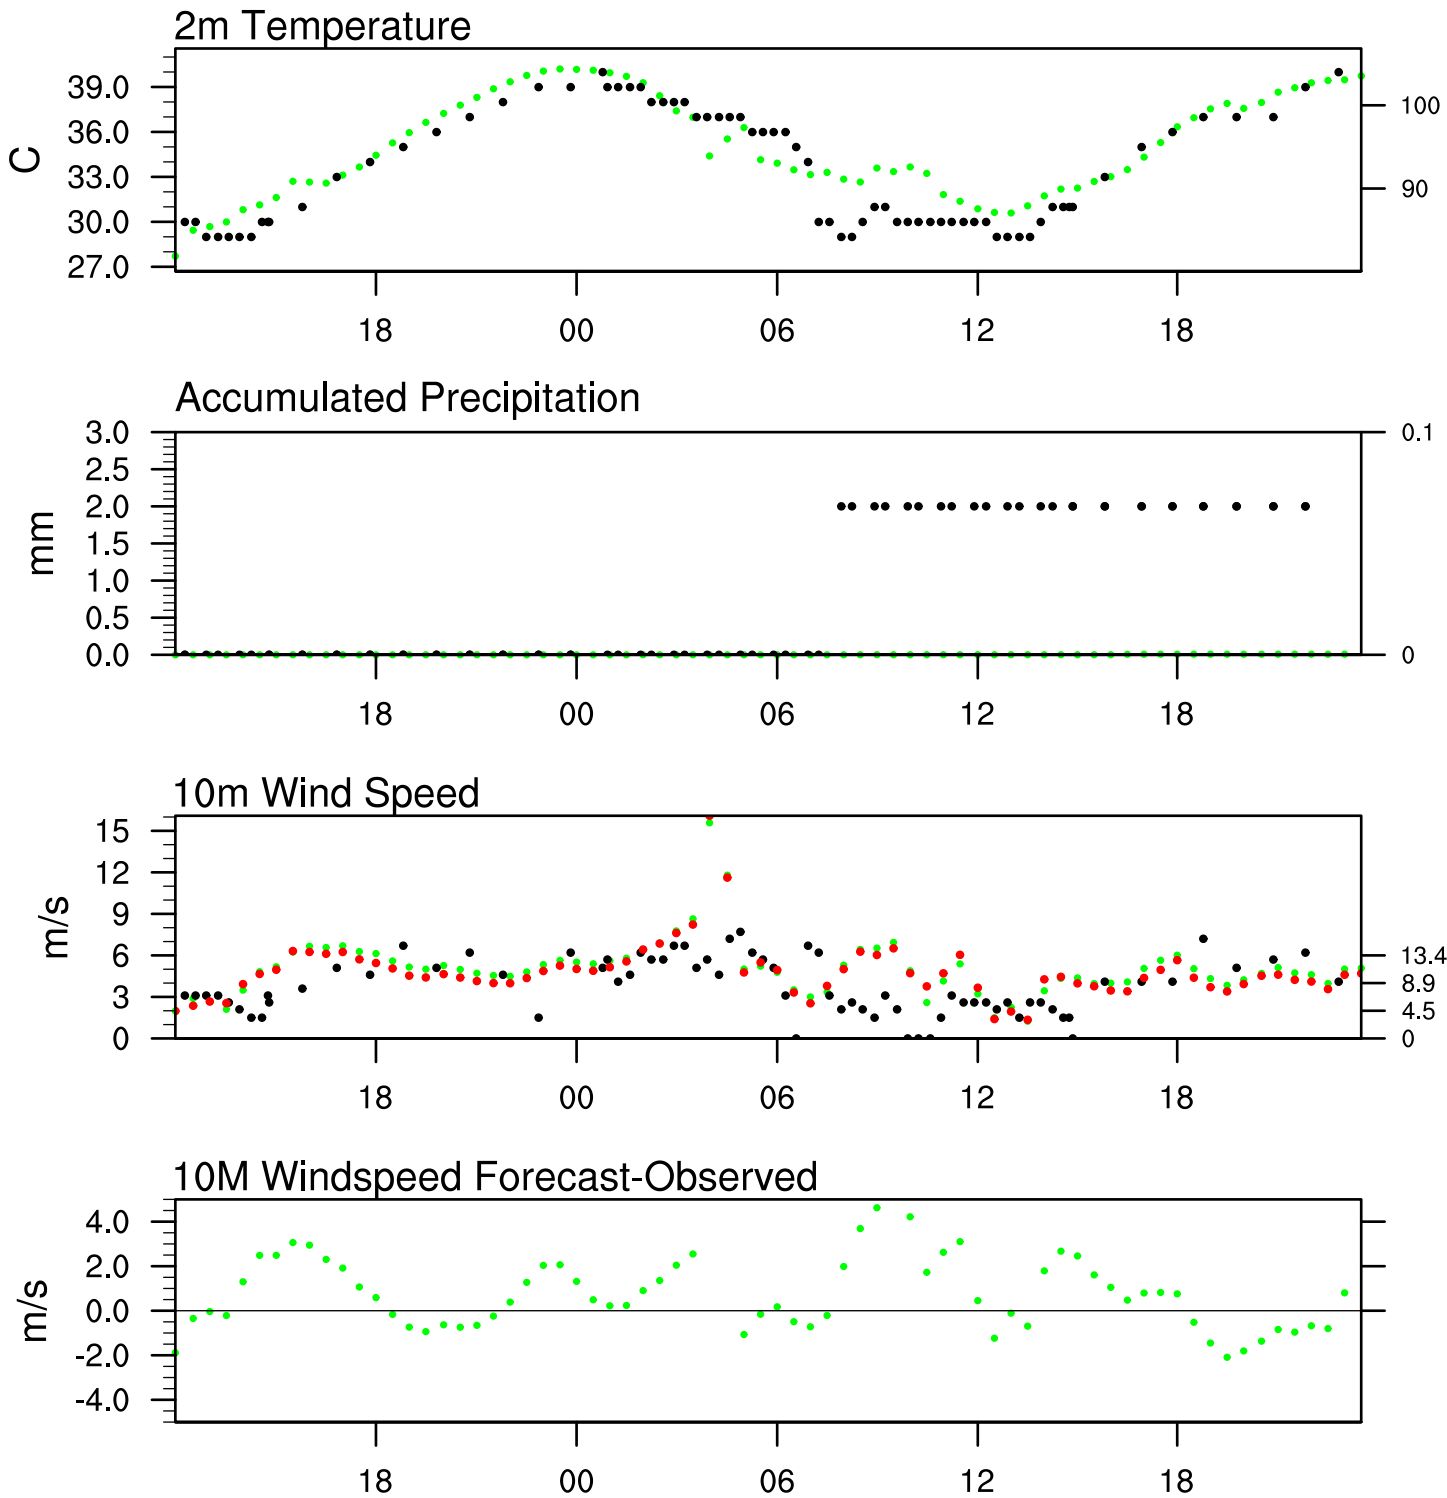 2m Temperature
C
39.0
36.0
33.0
30.0
27.0
100
90
18 00 06 12 18
Accumulated Precipitation
mm
3.0
2.5
2.0
1.5
1.0
0.5
0.0
0.1
0
18 00 06 12 18
10m Wind Speed
m/s
15
12
9
6
3
0
13.4
8.9
4.5
0
18 00 06 12 18
10M Windspeed Forecast-Observed
m/s
4.0
2.0
0.0
-2.0
-4.0
18 00 06 12 18